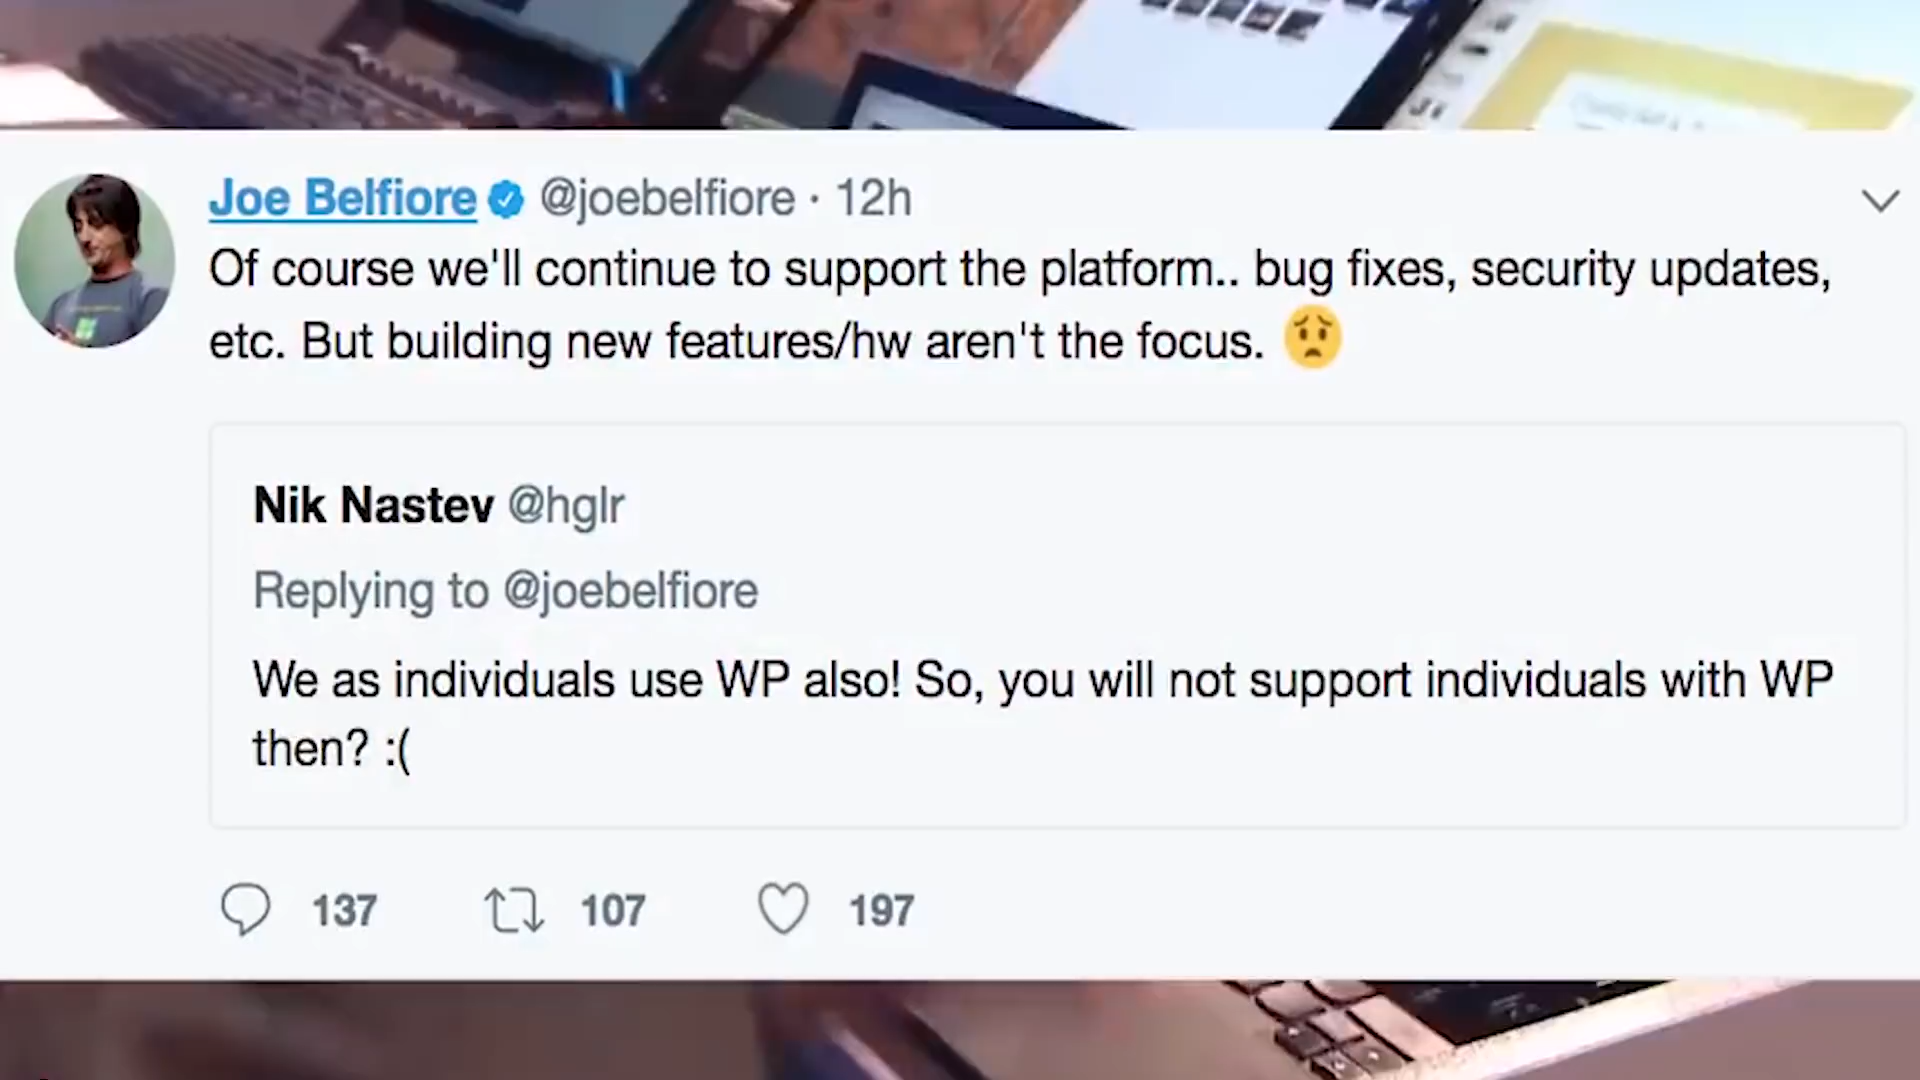 Joe Belfiore @joebelfiore · 12h
Of course we'll continue to support the platform.. bug fixes, security updates,
etc. But building new features/hw aren't the focus. 😟
Nik Nastev @hglr
Replying to @joebelfiore
We as individuals use WP also! So, you will not support individuals with WP
then? :(
137 107 197